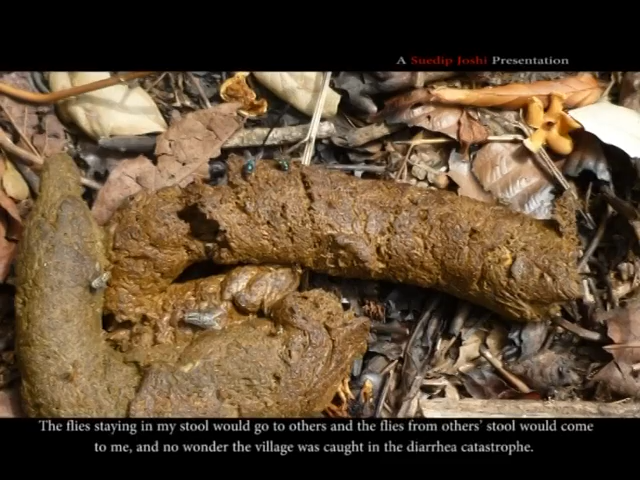 A Suedip Joshi Presentation
The flies staying in my stool would go to others and the flies from others' stool would come
to me, and no wonder the village was caught in the diarrhea catastrophe.